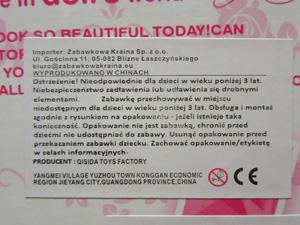 OOK SO BEAUTIFUL TODAY!CAN
Importer: Zabawkowa Kraina Sp. z o.o.
Ul. Gościnna 11; 05-082 Blizne Łaszczyńskiego
biuro@zabawkowakraina.eu
WYPRODUKOWANO W CHINACH
Ostrzeżenie! Nieodpowiednie dla dzieci w wieku poniżej 3 lat.
Niebezpieczeństwo zadławienia lub udławienia się drobnymi
elementami. Zabawkę przechowywać w miejscu
niedostępnym dla dzieci w wieku poniżej 3 lat. Obsługa i montaż
zgodnie z rysunkiem na opakowaniu - jeżeli istnieje taka
konieczność. Opakowanie nie jest zabawką, chronić przed
dziećmi nie udostępniać do zabawy. Usunąć opakowanie przed
przekazaniem zabawki dziecku. Zachować opakowanie/etykietę
w celach informacyjnych.
PRODUCENT : QISIDA TOYS FACTORY
YANGMEI VILLAGE YUZHOU TOWN KONGGAN ECONOMIC
REGION JIEYANG CITY,GUANGDONG PROVINCE,CHINA
CE